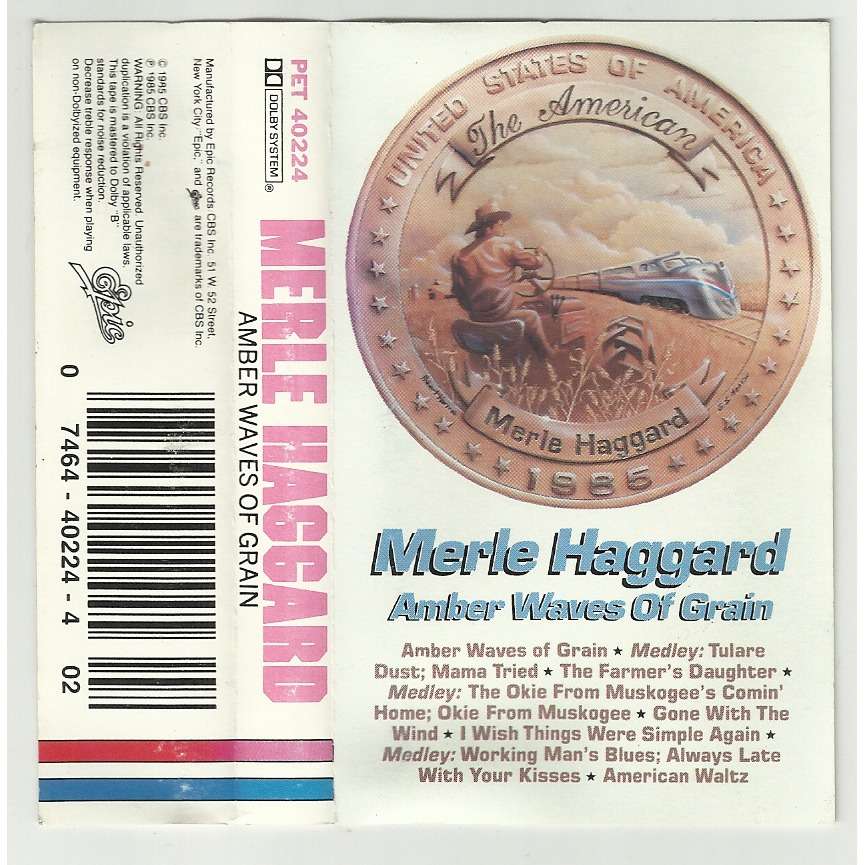 © 1985 CBS Inc.
℗ 1985 CBS Inc.
WARNING: All Rights Reserved. Unauthorized
duplication is a violation of applicable laws.
This tape is mastered to Dolby "B"
standards for noise reduction.
Decrease treble response when playing
on non-Dolbyized equipment.
Epic
Manufactured by Epic Records/CBS Inc./51 W. 52 Street,
New York City/"Epic," and Epic are trademarks of CBS Inc.
0 7464-40224-4 02
PET 40224
DOLBY SYSTEM ®
MERLE HAGGARD
AMBER WAVES OF GRAIN
UNITED STATES OF AMERICA
The American
Merle Haggard
1985
Merle Haggard
Amber Waves Of Grain
Amber Waves of Grain ★ Medley: Tulare
Dust; Mama Tried ★ The Farmer's Daughter ★
Medley: The Okie From Muskogee's Comin'
Home; Okie From Muskogee ★ Gone With The
Wind ★ I Wish Things Were Simple Again ★
Medley: Working Man's Blues; Always Late
With Your Kisses ★ American Waltz